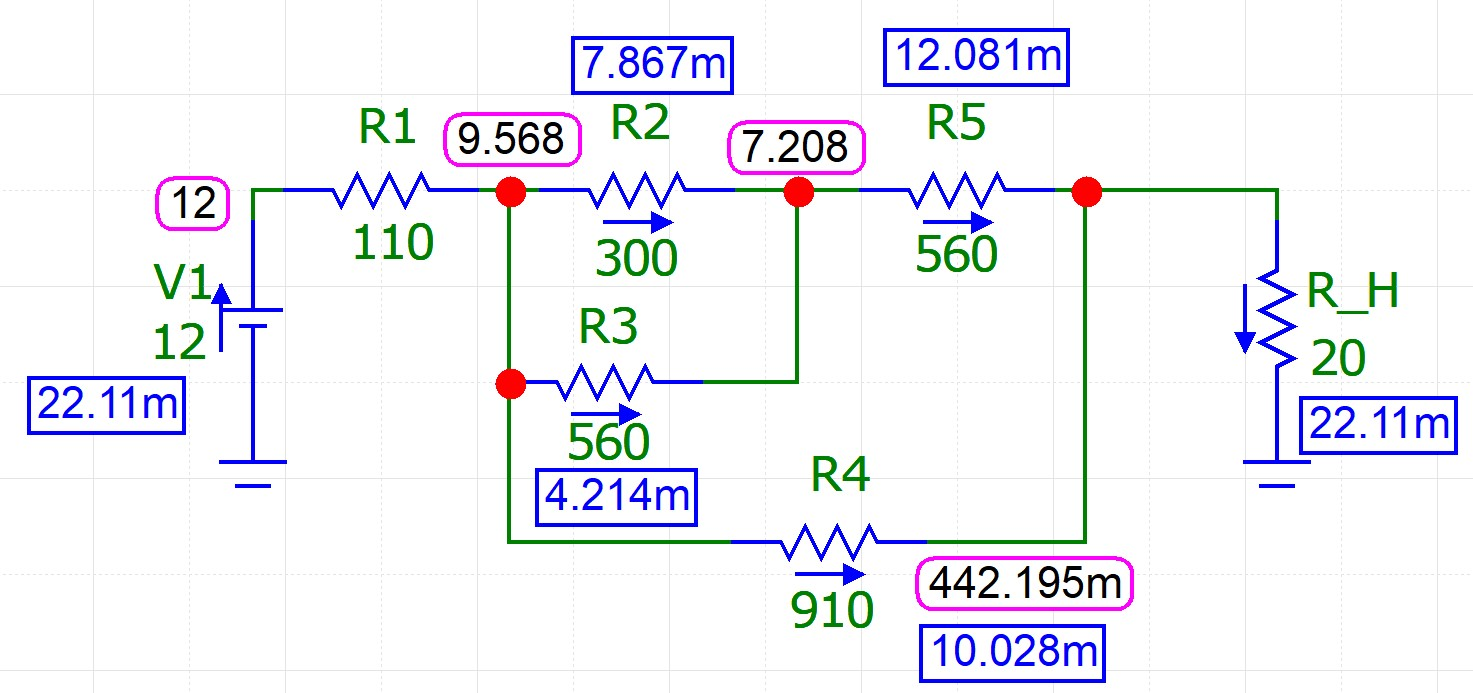 7.867m
12.081m
R1
9.568
R2
7.208
R5
12
110
300
560
V1
12
R3
R_H
20
22.11m
560
22.11m
4.214m
R4
910
442.195m
10.028m